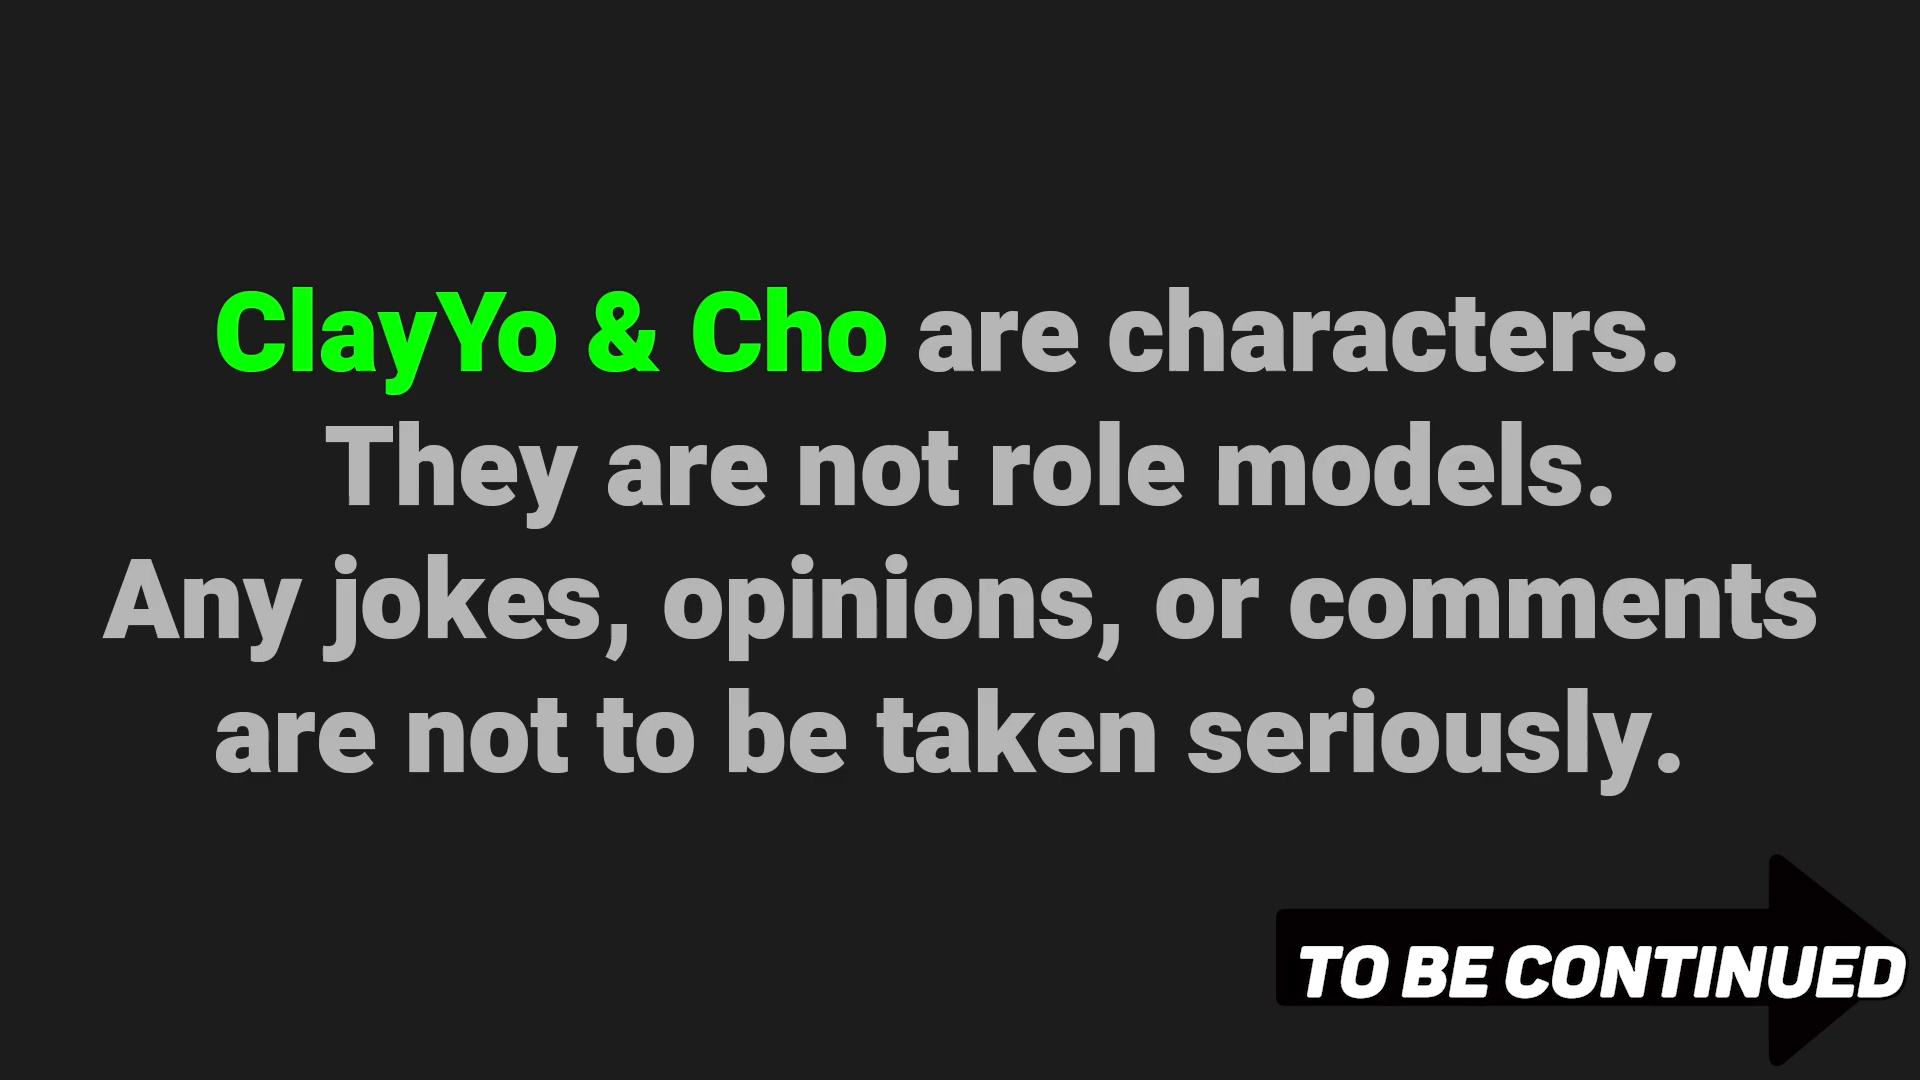 ClayYo & Cho are characters.
They are not role models.
Any jokes, opinions, or comments
are not to be taken seriously.
TO BE CONTINUED